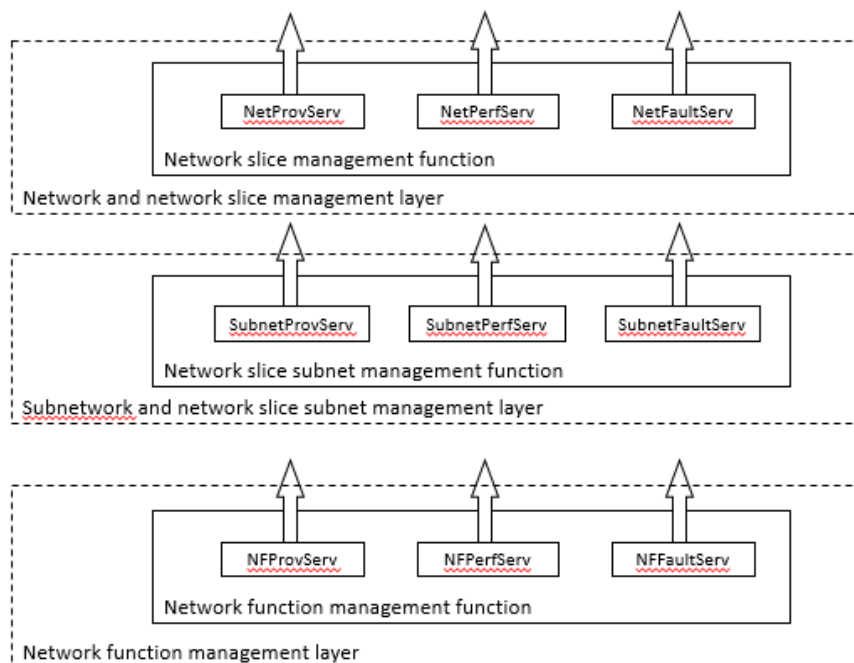 NetProvServ NetPerfServ NetFaultServ
Network slice management function
Network and network slice management layer
SubnetProvServ SubnetPerfServ SubnetFaultServ
Network slice subnet management function
Subnetwork and network slice subnet management layer
NFProvServ NFPerfServ NFFaultServ
Network function management function
Network function management layer